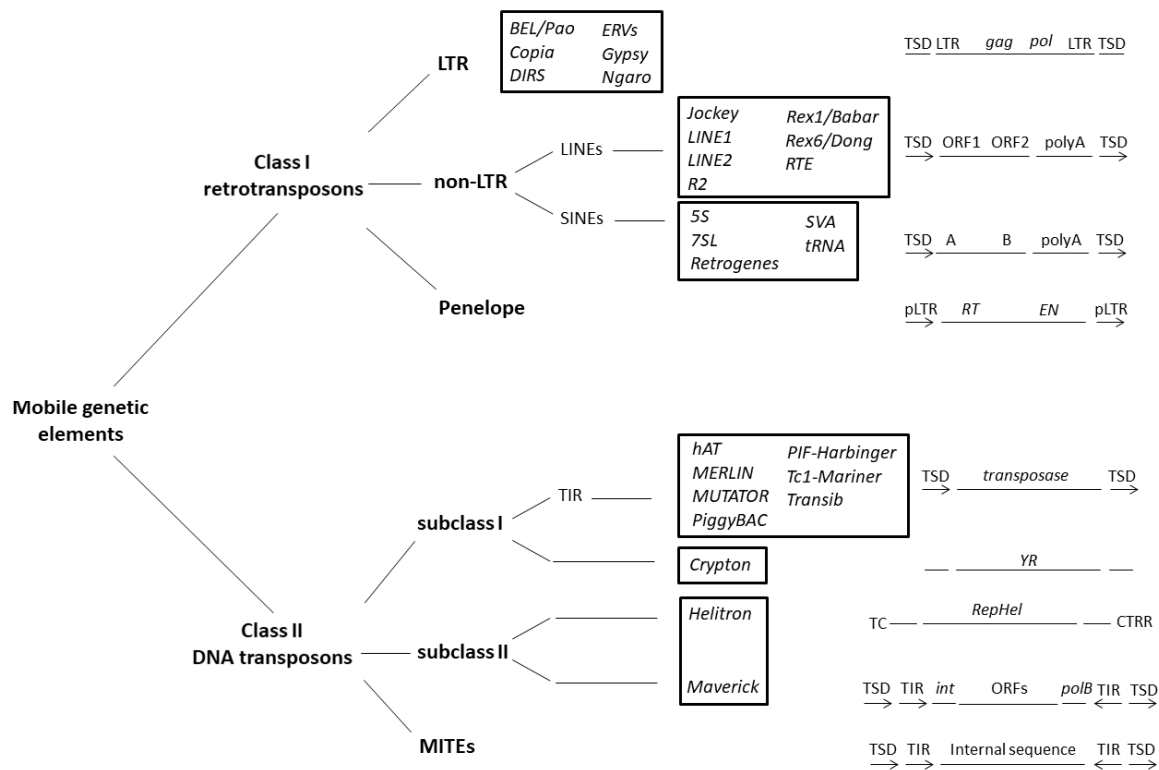 BEL/Pao ERVs
Copia Gypsy
DIRS Ngaro
LTR
TSD LTR gag pol LTR TSD
Class I
retrotransposons
non-LTR
LINEs
Jockey Rex1/Babar
LINE1 Rex6/Dong
LINE2 RTE
R2
TSD ORF1 ORF2 polyA TSD
SINEs
5S SVA
7SL tRNA
Retrogenes
TSD A B polyA TSD
Penelope
pLTR RT EN pLTR
Mobile genetic
elements
subclass I
TIR
hAT PIF-Harbinger
MERLIN Tc1-Mariner
MUTATOR Transib
PiggyBAC
TSD transposase TSD
Crypton
YR
Class II
DNA transposons
subclass II
Helitron
TC RepHel CTRR
Maverick
TSD TIR int ORFs polB TIR TSD
MITEs
TSD TIR Internal sequence TIR TSD